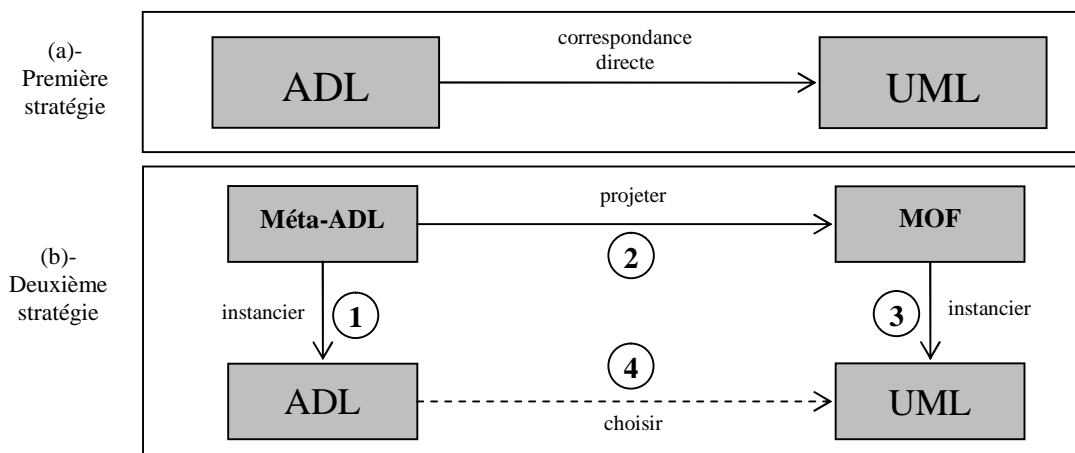 (a)-
Première
stratégie
ADL
correspondance
directe
UML
(b)-
Deuxième
stratégie
Méta-ADL
projeter
2
MOF
instancier
1
3
instancier
ADL
4
choisir
UML